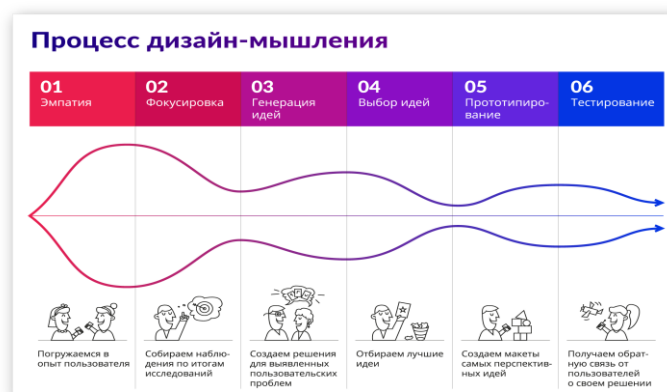 Процесс дизайн-мышления
01
Эмпатия
02
Фокусировка
03
Генерация
идей
04
Выбор идей
05
Прототипиро-
вание
06
Тестирование
Погружаемся в
опыт пользователя
Собираем наблю-
дения по итогам
исследований
Создаем решения
для выявленных
пользовательских
проблем
Отбираем лучшие
идеи
Создаем макеты
самых перспектив-
ных идей
Получаем обрат-
ную связь от
пользователей
о своем решении